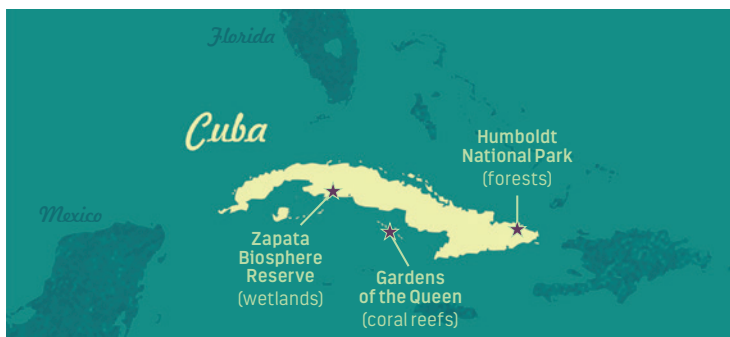 Florida
Cuba
Humboldt
National Park
(forests)
Mexico
Zapata
Biosphere
Reserve
(wetlands)
Gardens
of the Queen
(coral reefs)